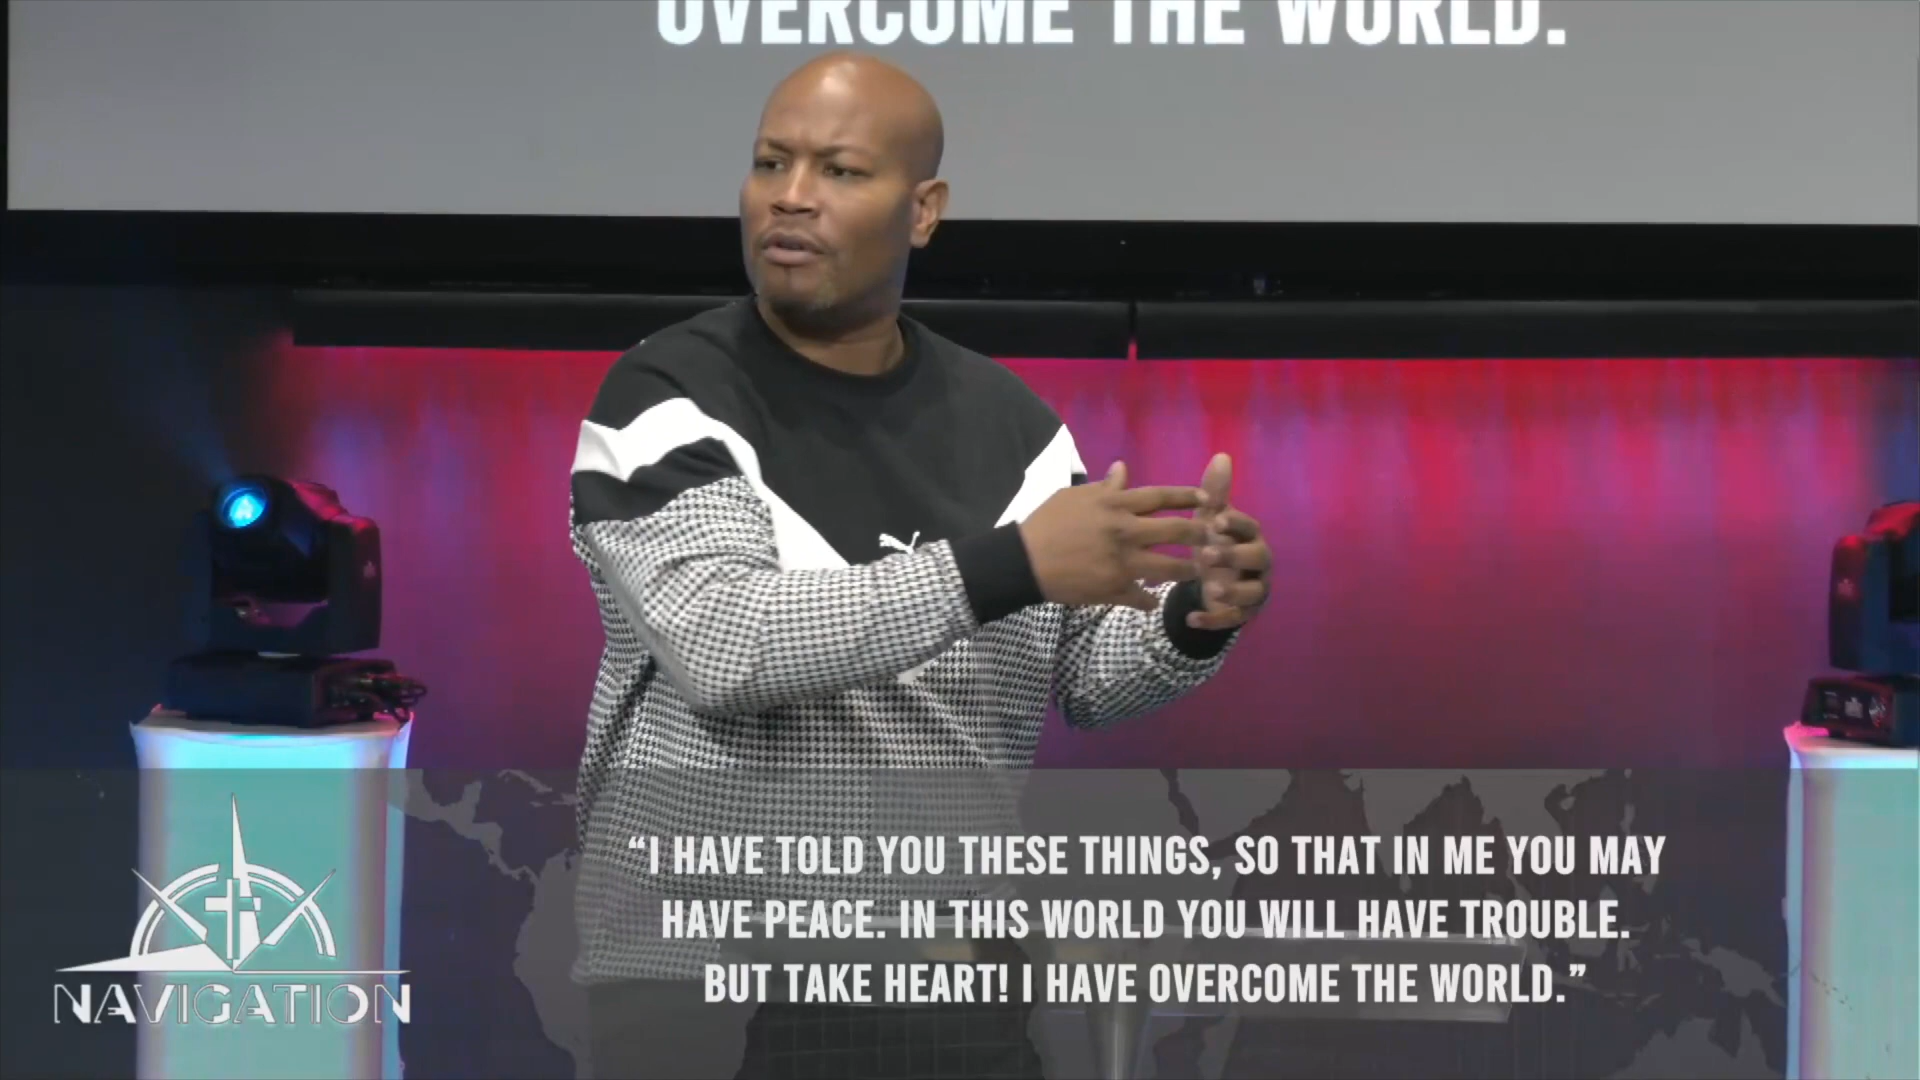 OVERCOME THE WORLD.
“I HAVE TOLD YOU THESE THINGS, SO THAT IN ME YOU MAY
HAVE PEACE. IN THIS WORLD YOU WILL HAVE TROUBLE.
BUT TAKE HEART! I HAVE OVERCOME THE WORLD.”
NAVIGATION